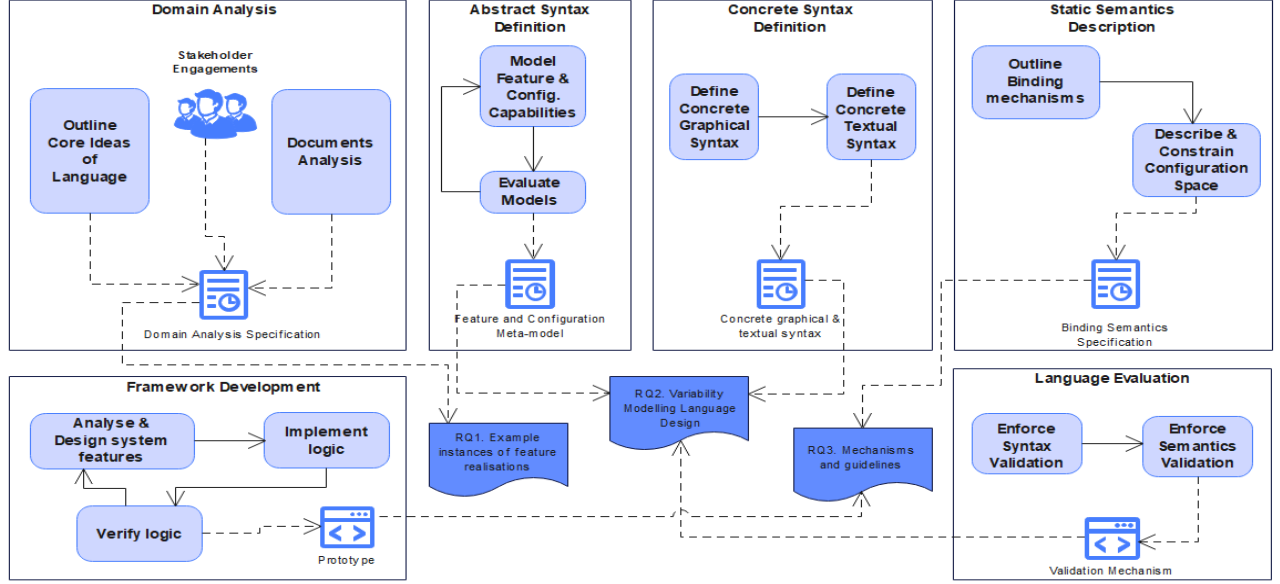 Domain Analysis
Stakeholder
Engagements
Outline
Core Ideas
of
Language
Documents
Analysis
Domain Analysis Specification
Abstract Syntax
Definition
Model
Feature &
Config.
Capabilities
Evaluate
Models
Feature and Configuration
Meta-model
Concrete Syntax
Definition
Define
Concrete
Graphical
Syntax
Define
Concrete
Textual
Syntax
Concrete graphical &
textual syntax
Static Semantics
Description
Outline
Binding
mechanisms
Describe &
Constrain
Configuration
Space
Binding Semantics
Specification
Framework Development
Analyse &
Design system
features
Implement
logic
Verify logic
Prototype
RQ1. Example
instances of feature
realisations
RQ2. Variability
Modelling Language
Design
RQ3. Mechanisms
and guidelines
Language Evaluation
Enforce
Syntax
Validation
Enforce
Semantics
Validation
Validation Mechanism